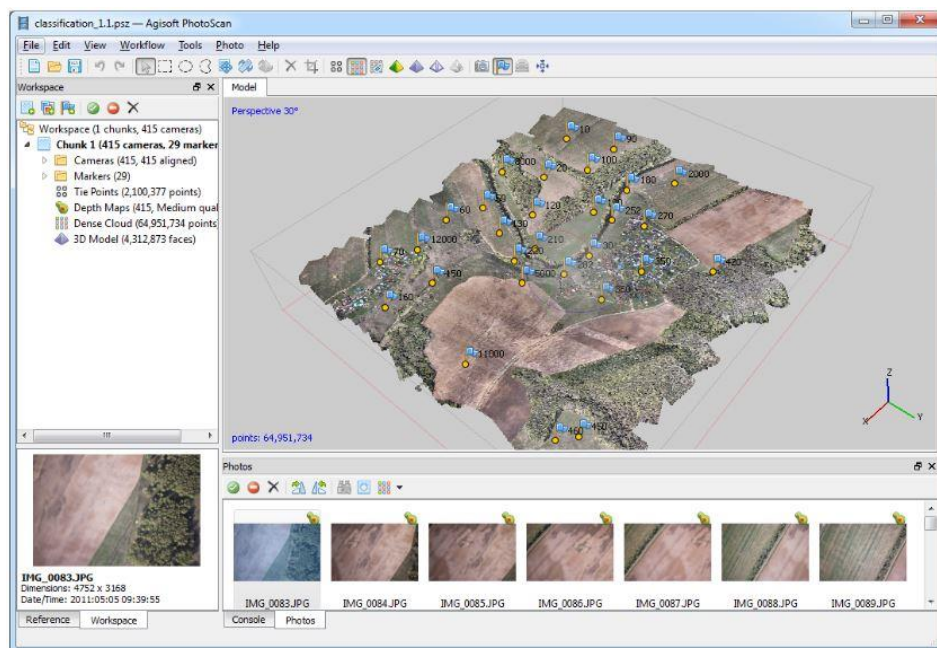 classification_1.1.psz — Agisoft PhotoScan
File Edit View Workflow Tools Photo Help
Workspace
Model
Perspective 30°
Workspace (1 chunks, 415 cameras)
Chunk 1 (415 cameras, 29 marker
Cameras (415, 415 aligned)
Markers (29)
Tie Points (2,100,377 points)
Depth Maps (415, Medium qual
Dense Cloud (64,951,734 points
3D Model (4,312,873 faces)
10
90
8000
20
100
180
2000
60
120
252
270
130
12000
210
70
150
5000
350
420
160
11000
460
450
Z
X
Y
points: 64,951,734
Photos
IMG_0083.JPG
Dimensions: 4752 x 3168
Date/Time: 2011:05:05 09:39:55
IMG_0083.JPG IMG_0084.JPG IMG_0085.JPG IMG_0086.JPG IMG_0087.JPG IMG_0088.JPG IMG_0089.JPG
Reference Workspace
Console Photos